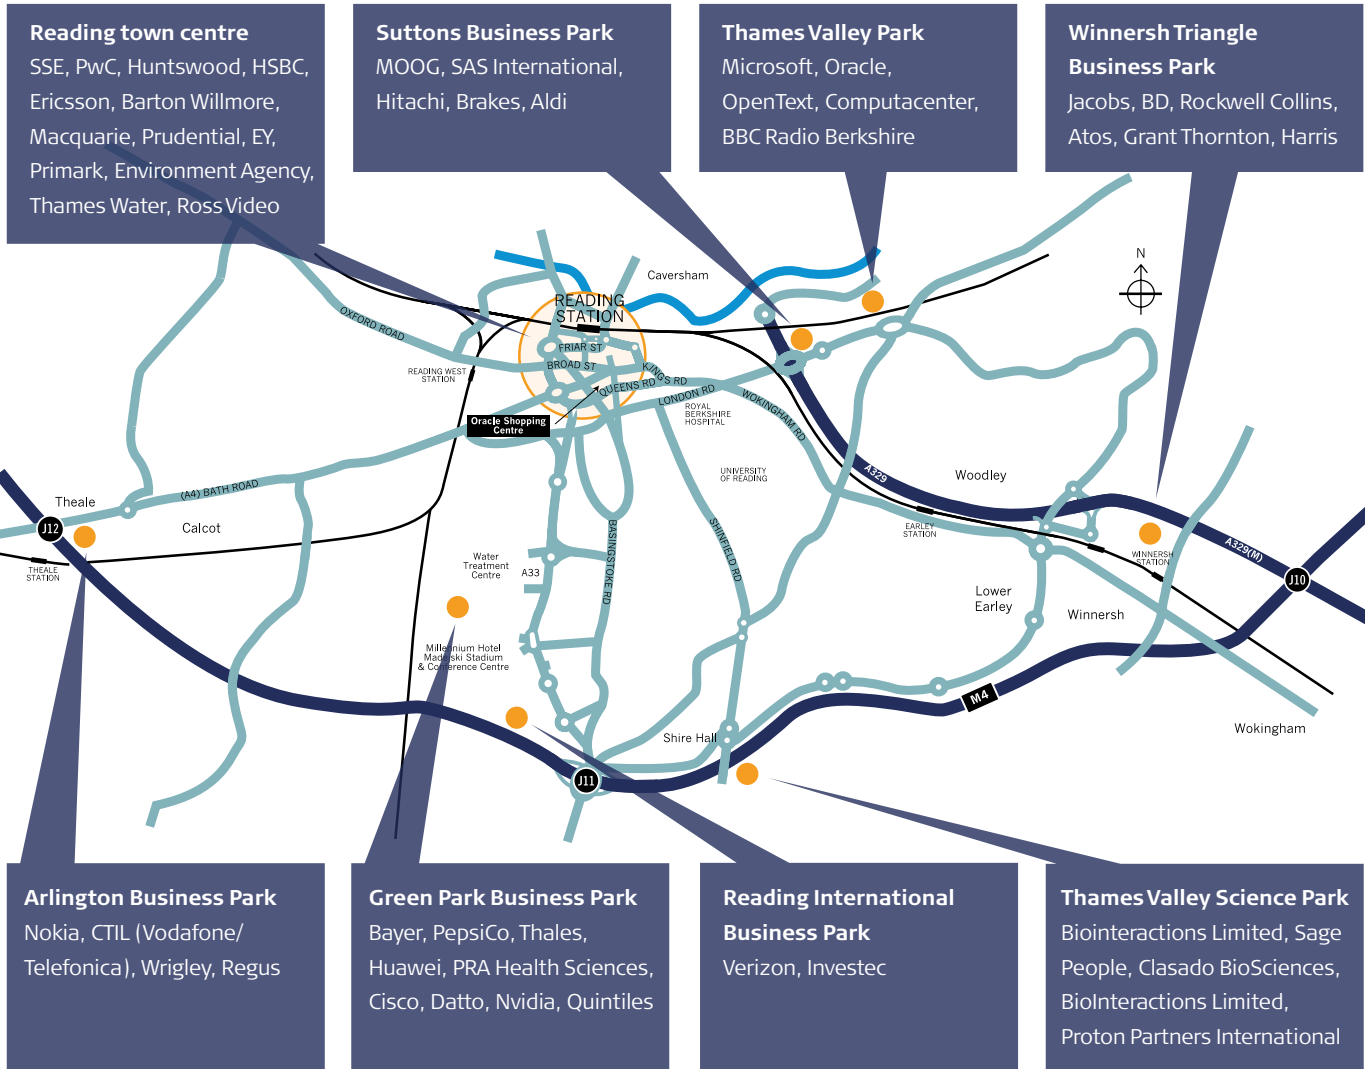 Reading town centre
SSE, PwC, Huntswood, HSBC,
Ericsson, Barton Willmore,
Macquarie, Prudential, EY,
Primark, Environment Agency,
Thames Water, Ross Video
Suttons Business Park
MOOG, SAS International,
Hitachi, Brakes, Aldi
Thames Valley Park
Microsoft, Oracle,
OpenText, Computacenter,
BBC Radio Berkshire
Winnersh Triangle
Business Park
Jacobs, BD, Rockwell Collins,
Atos, Grant Thornton, Harris
N
Caversham
READING
STATION
OXFORD ROAD
FRIAR ST
BROAD ST
KING'S RD
QUEENS RD
LONDON RD
WOKINGHAM RD
READING WEST
STATION
ROYAL
BERKSHIRE
HOSPITAL
Oracle Shopping
Centre
UNIVERSITY
OF READING
A329
Woodley
Theale
(A4) BATH ROAD
J12
Calcot
THEALE
STATION
BASINGSTOKE RD
SHINFIELD RD
EARLEY
STATION
WINNERSH
STATION
A329(M)
J10
Water
Treatment
Centre
A33
Lower
Earley
Winnersh
Millennium Hotel
Madejski Stadium
& Conference Centre
M4
Shire Hall
Wokingham
J11
Arlington Business Park
Nokia, CTIL (Vodafone/
Telefonica), Wrigley, Regus
Green Park Business Park
Bayer, PepsiCo, Thales,
Huawei, PRA Health Sciences,
Cisco, Datto, Nvidia, Quintiles
Reading International
Business Park
Verizon, Investec
Thames Valley Science Park
Biointeractions Limited, Sage
People, Clasado BioSciences,
BioInteractions Limited,
Proton Partners International